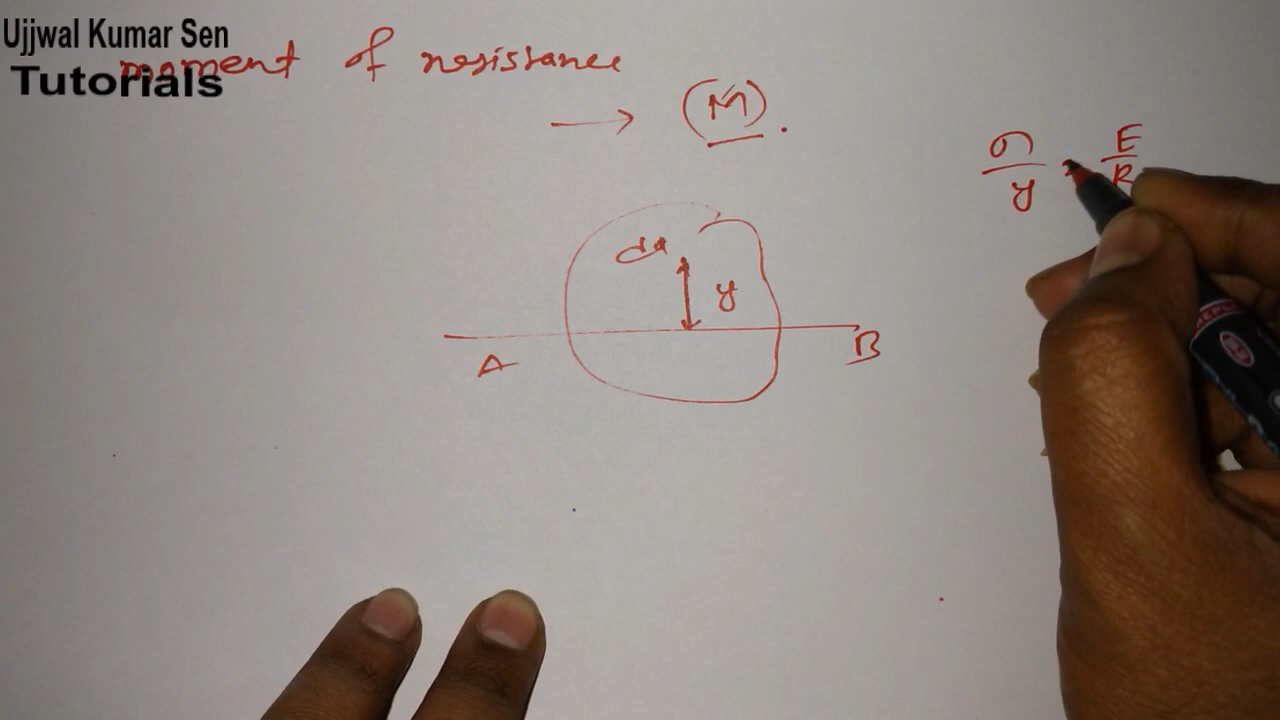 Ujjwal Kumar Sen
Tutorials
moment of resistance
→ (M).
σ/y = E/R
da
y
A
B